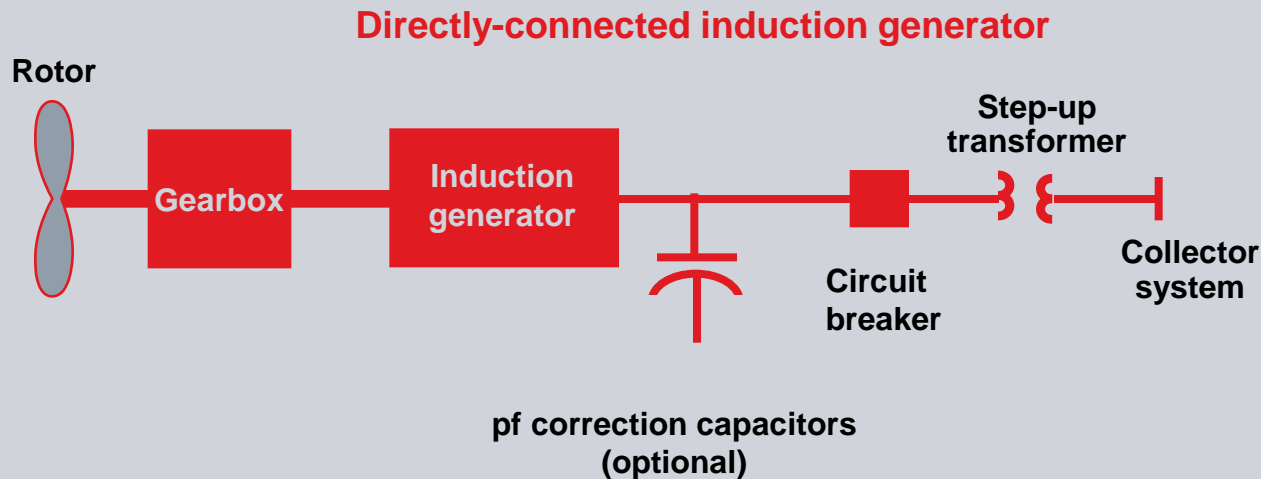 Directly-connected induction generator
Rotor
Gearbox
Induction
generator
Step-up
transformer
Circuit
breaker
Collector
system
pf correction capacitors
(optional)